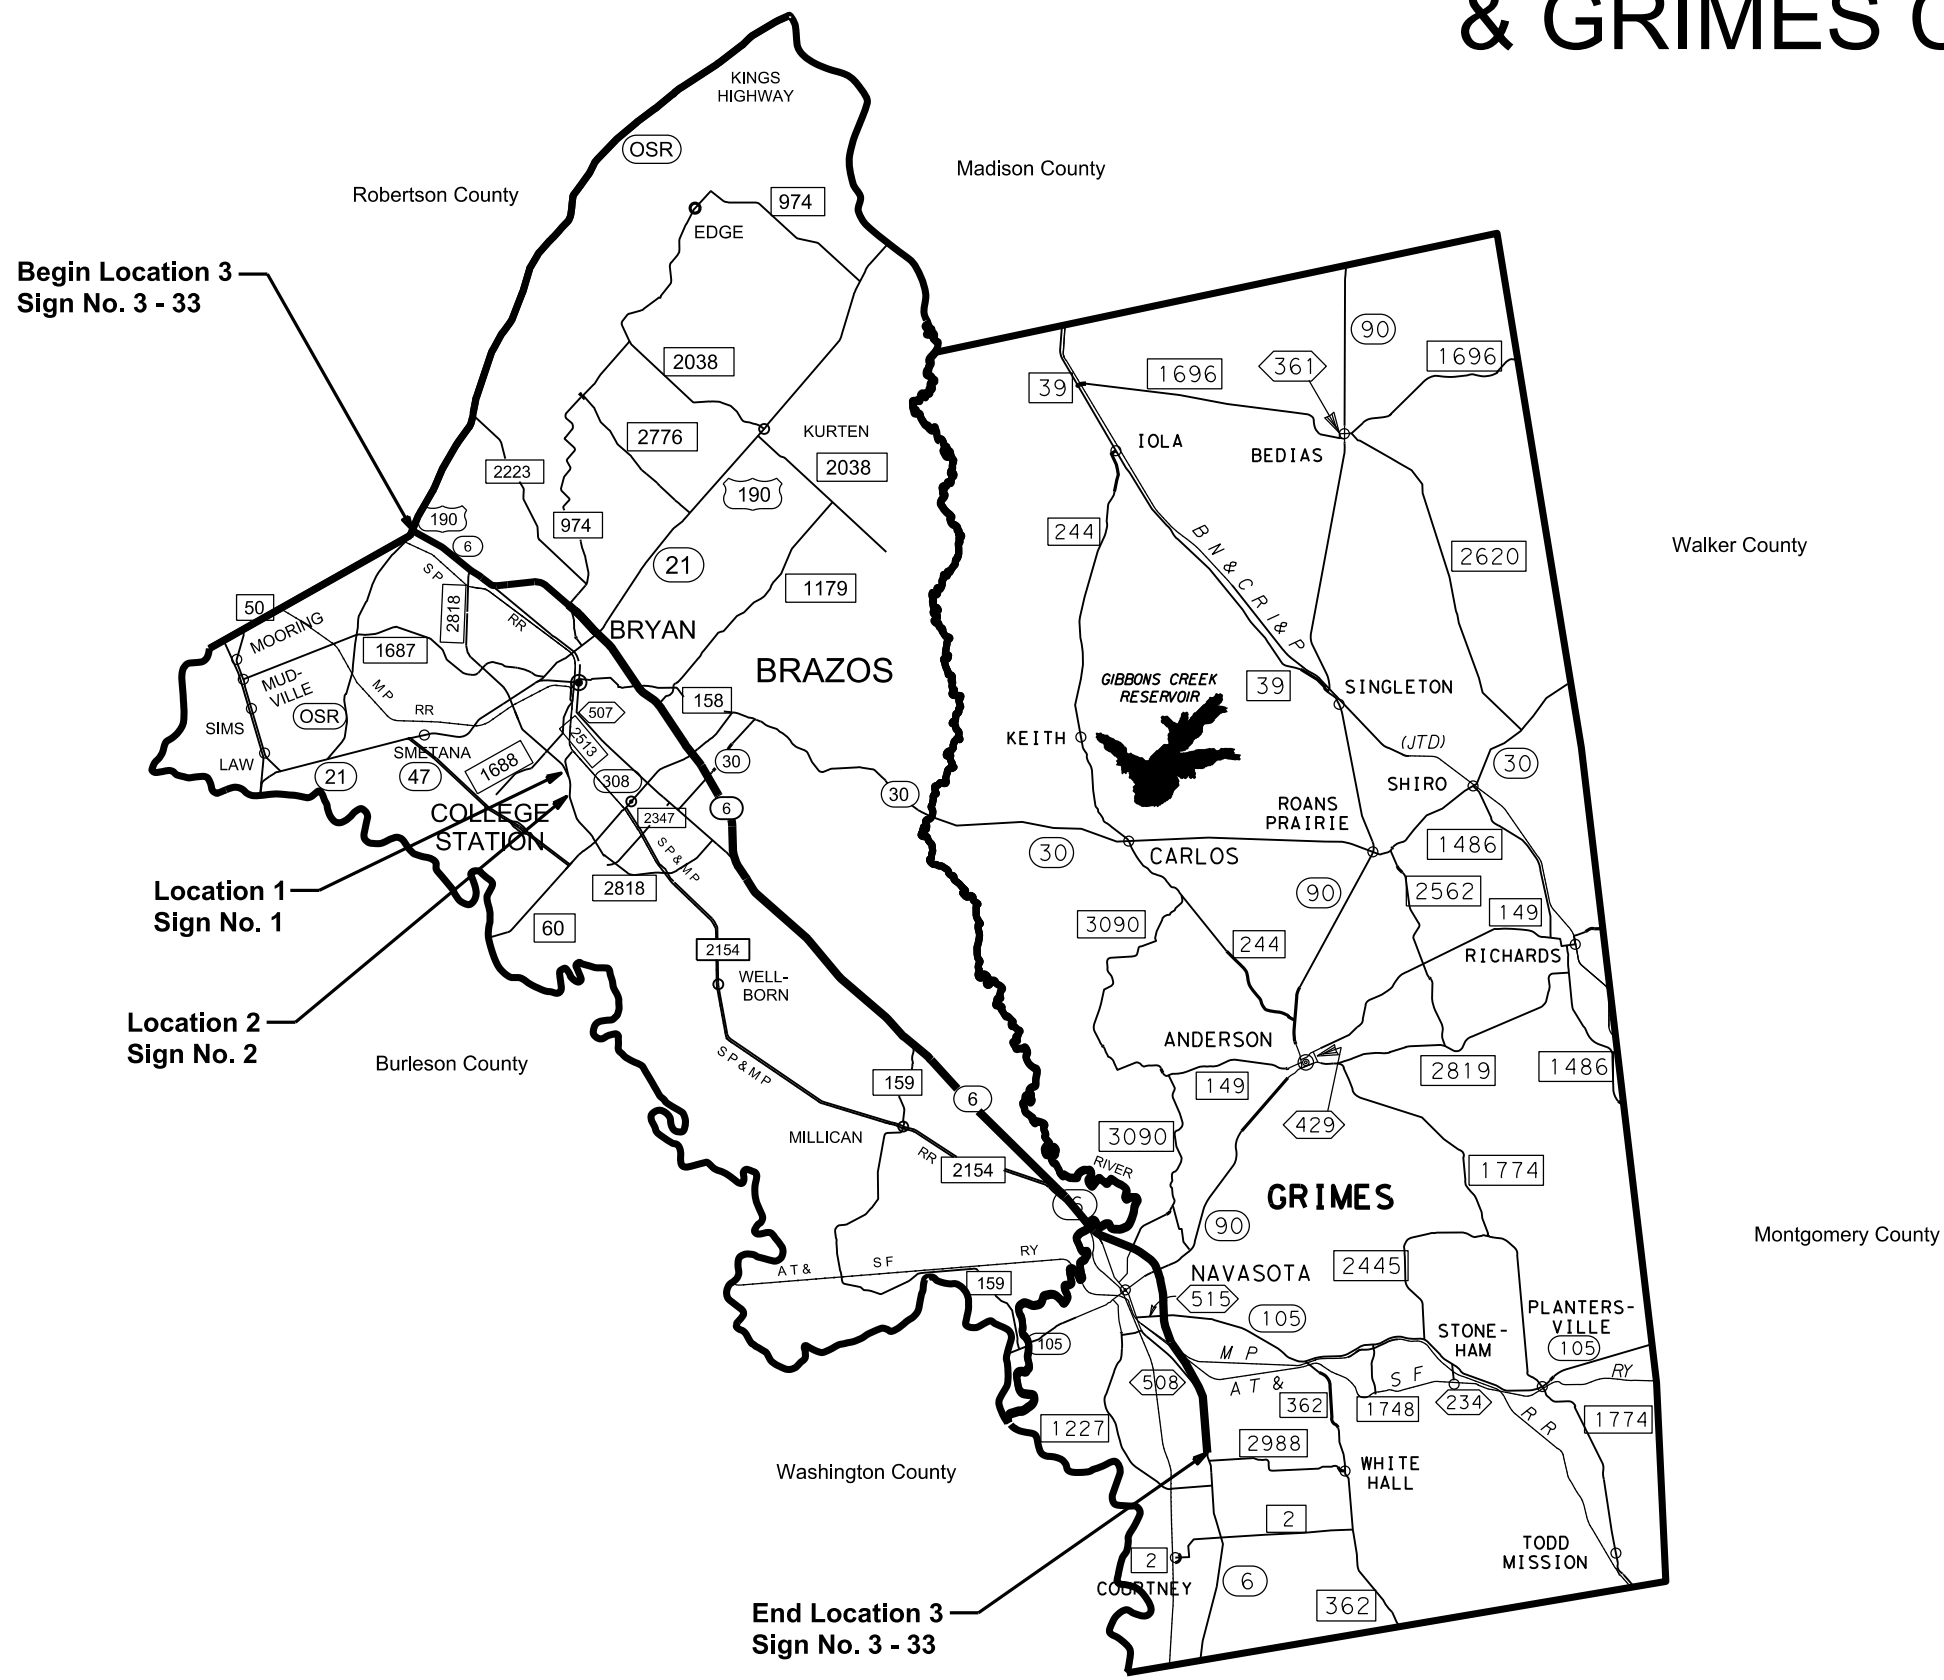 & GRIMES C
KINGS
HIGHWAY
OSR
Madison County
Robertson County
974
EDGE
Begin Location 3
Sign No. 3 - 33
90
2038
1696
361
1696
39
2776
KURTEN
IOLA
BEDIAS
2223
2038
190
190
974
244
6
BN&CRI&P
Walker County
2620
21
SP
RR
2818
1179
50
MOORING
BRYAN
1687
BRAZOS
MUD-
VILLE
MP
RR
GIBBONS CREEK
RESERVOIR
39
SINGLETON
158
OSR
507
SIMS
2513
KEITH
(JTD)
SMETANA
LAW
21
47
1688
308
30
30
SHIRO
30
6
COLLEGE
STATION
2347
ROANS
PRAIRIE
SP&MP
30
CARLOS
1486
Location 1
Sign No. 1
2818
90
2562
149
60
3090
244
2154
RICHARDS
WELL-
BORN
Location 2
Sign No. 2
ANDERSON
Burleson County
SP&MP
159
149
2819
1486
6
429
MILLICAN
3090
RR
2154
RIVER
1774
GRIMES
6
90
Montgomery County
AT&
SF
RY
2445
NAVASOTA
159
515
PLANTERS-
VILLE
105
STONE-
HAM
105
105
MP
AT &
SF
RY
508
362
1748
234
RR
1774
1227
2988
Washington County
WHITE
HALL
2
TODD
MISSION
2
COURTNEY
6
362
End Location 3
Sign No. 3 - 33